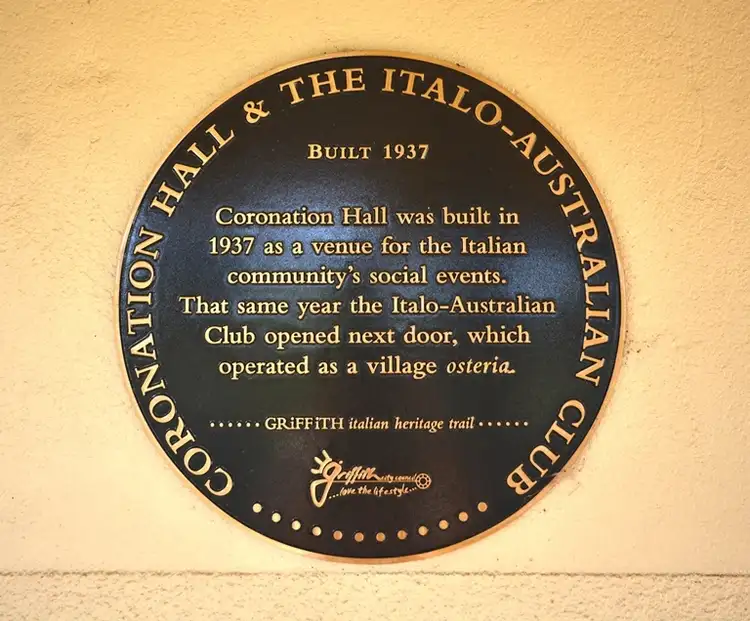 CORONATION HALL & THE ITALO-AUSTRALIAN CLUB
BUILT 1937
Coronation Hall was built in
1937 as a venue for the Italian
community's social events.
That same year the Italo-Australian
Club opened next door, which
operated as a village osteria.
......GRiFFiTH italian heritage trail......
griffith city council
...love the lifestyle...